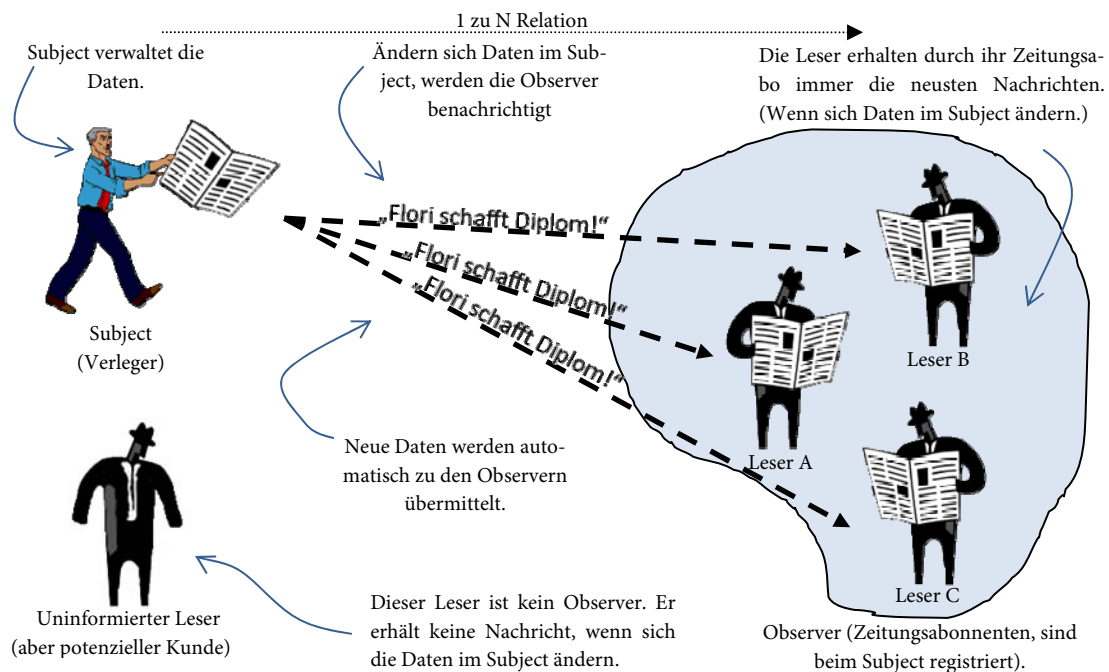 1 zu N Relation
Subject verwaltet die
Daten.
Ändern sich Daten im Sub-
ject, werden die Observer
benachrichtigt
Die Leser erhalten durch ihr Zeitungsa-
bo immer die neusten Nachrichten.
(Wenn sich Daten im Subject ändern.)
„Flori schafft Diplom!“
„Flori schafft Diplom!“
„Flori schafft Diplom!“
Subject
(Verleger)
Leser B
Leser A
Neue Daten werden auto-
matisch zu den Observern
übermittelt.
Leser C
Uninformierter Leser
(aber potenzieller Kunde)
Dieser Leser ist kein Observer. Er
erhält keine Nachricht, wenn sich
die Daten im Subject ändern.
Observer (Zeitungsabonnenten, sind
beim Subject registriert).